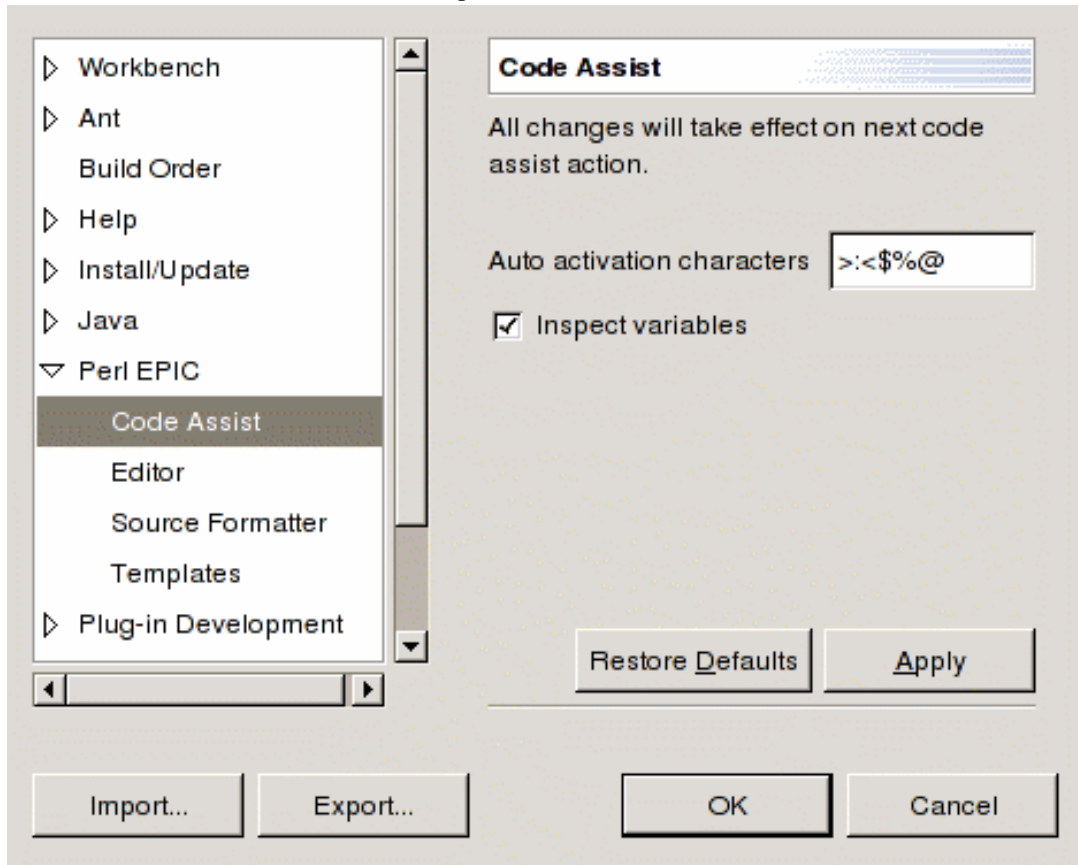 Workbench
Ant
Build Order
Help
Install/Update
Java
Perl EPIC
Code Assist
Editor
Source Formatter
Templates
Plug-in Development
Code Assist
All changes will take effect on next code
assist action.
Auto activation characters >:<$%@
Inspect variables
Restore Defaults Apply
Import... Export... OK Cancel